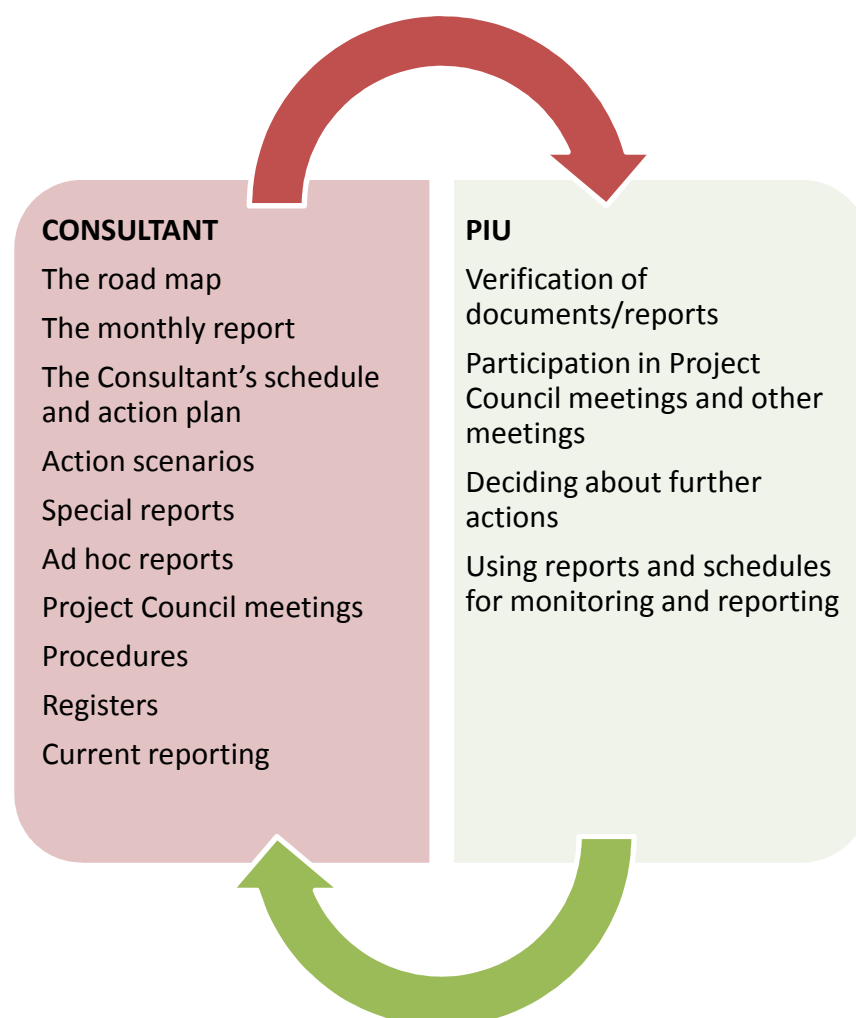 CONSULTANT
The road map
The monthly report
The Consultant’s schedule
and action plan
Action scenarios
Special reports
Ad hoc reports
Project Council meetings
Procedures
Registers
Current reporting
PIU
Verification of
documents/reports
Participation in Project
Council meetings and other
meetings
Deciding about further
actions
Using reports and schedules
for monitoring and reporting